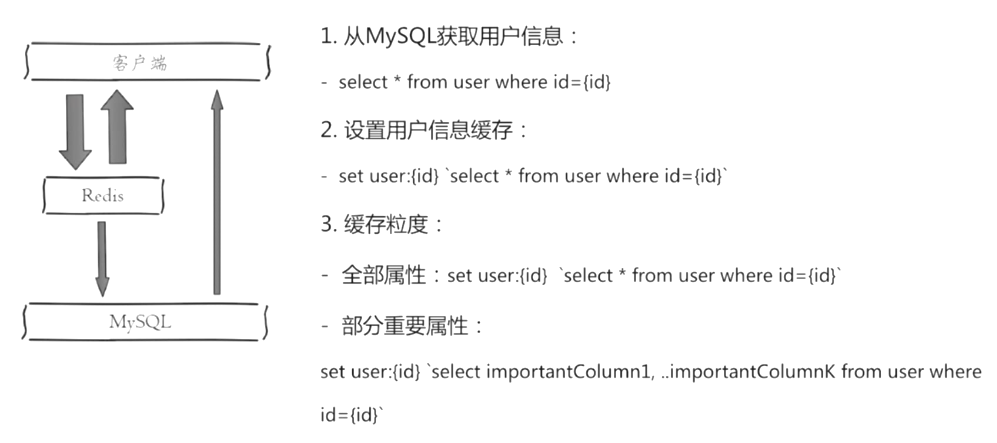 客户端
Redis
MySQL
1. 从MySQL获取用户信息：
- select * from user where id={id}
2. 设置用户信息缓存：
- set user:{id} `select * from user where id={id}`
3. 缓存粒度：
- 全部属性：set user:{id} `select * from user where id={id}`
- 部分重要属性：
set user:{id} `select importantColumn1, ..importantColumnK from user where
id={id}`